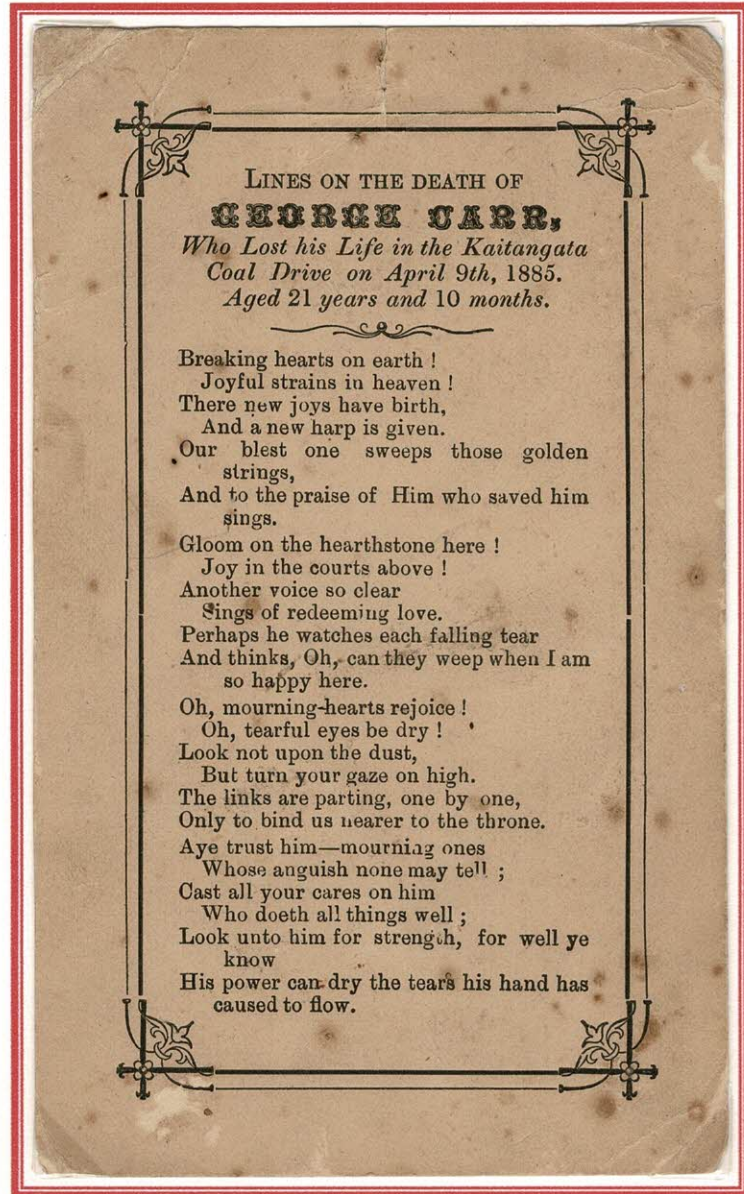 LINES ON THE DEATH OF
GEORGE CARR,
Who Lost his Life in the Kaitangata
Coal Drive on April 9th, 1885.
Aged 21 years and 10 months.
Breaking hearts on earth !
Joyful strains in heaven !
There new joys have birth,
And a new harp is given.
Our blest one sweeps those golden
strings,
And to the praise of Him who saved him
sings.
Gloom on the hearthstone here !
Joy in the courts above !
Another voice so clear
Sings of redeeming love.
Perhaps he watches each falling tear
And thinks, Oh, can they weep when I am
so happy here.
Oh, mourning-hearts rejoice !
Oh, tearful eyes be dry !
Look not upon the dust,
But turn your gaze on high.
The links are parting, one by one,
Only to bind us nearer to the throne.
Aye trust him—mourning ones
Whose anguish none may tell ;
Cast all your cares on him
Who doeth all things well ;
Look unto him for strength, for well ye
know
His power can dry the tears his hand has
caused to flow.